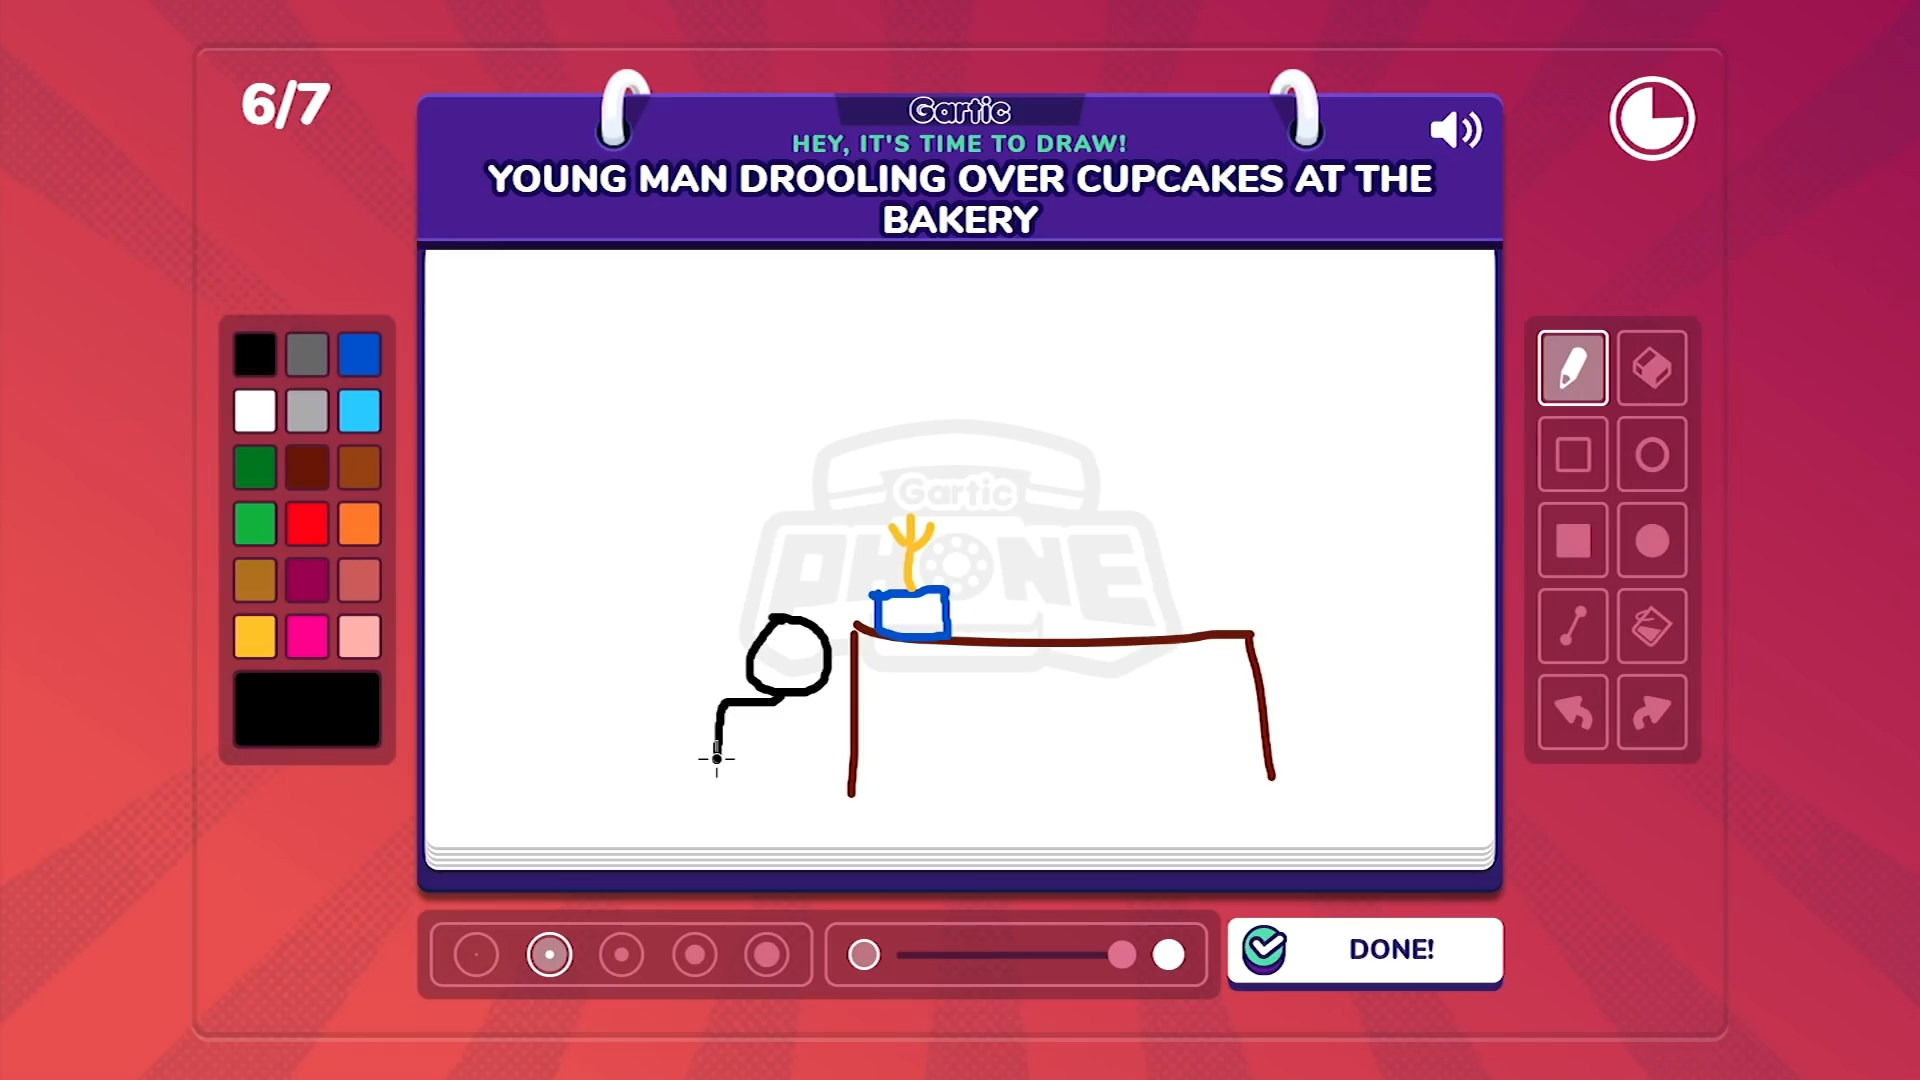 6/7
Gartic
HEY, IT'S TIME TO DRAW!
YOUNG MAN DROOLING OVER CUPCAKES AT THE
BAKERY
Gartic
PHONE
DONE!